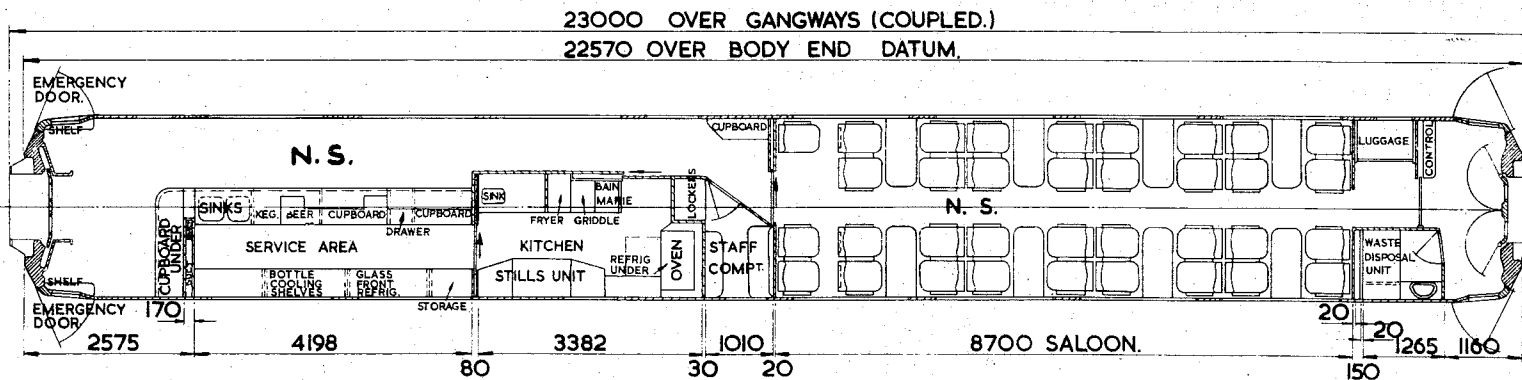 23000 OVER GANGWAYS (COUPLED.)
22570 OVER BODY END DATUM.
EMERGENCY
DOOR.
SHELF
CUPBOARD
LUGGAGE
CONTROL
N. S.
SINK
BAIN
MARIE
LOCKERS
SINKS
KEG.
BEER
CUPBOARD
CUPBOARD
FRYER
GRIDDLE
N. S.
DRAWER
CUPBOARD
UNDER
SERVICE AREA
KITCHEN
REFRIG
UNDER
OVEN
STAFF
COMPT.
WASTE
DISPOSAL
UNIT
STILLS UNIT
BOTTLE
COOLING
SHELVES
GLASS
FRONT
REFRIG.
STORAGE
SHELF
EMERGENCY
DOOR
170
20
20
2575
4198
3382
1010
8700 SALOON.
1265
1160
80
30
20
150